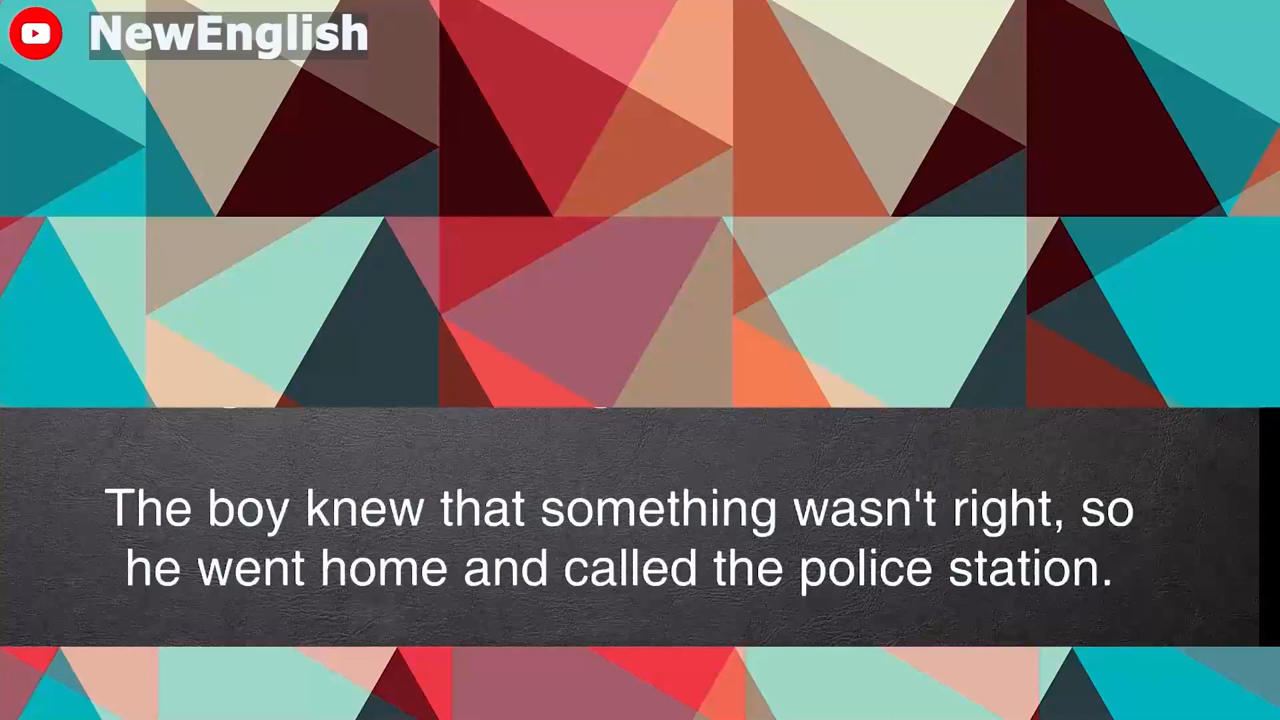 NewEnglish
The boy knew that something wasn't right, so
he went home and called the police station.